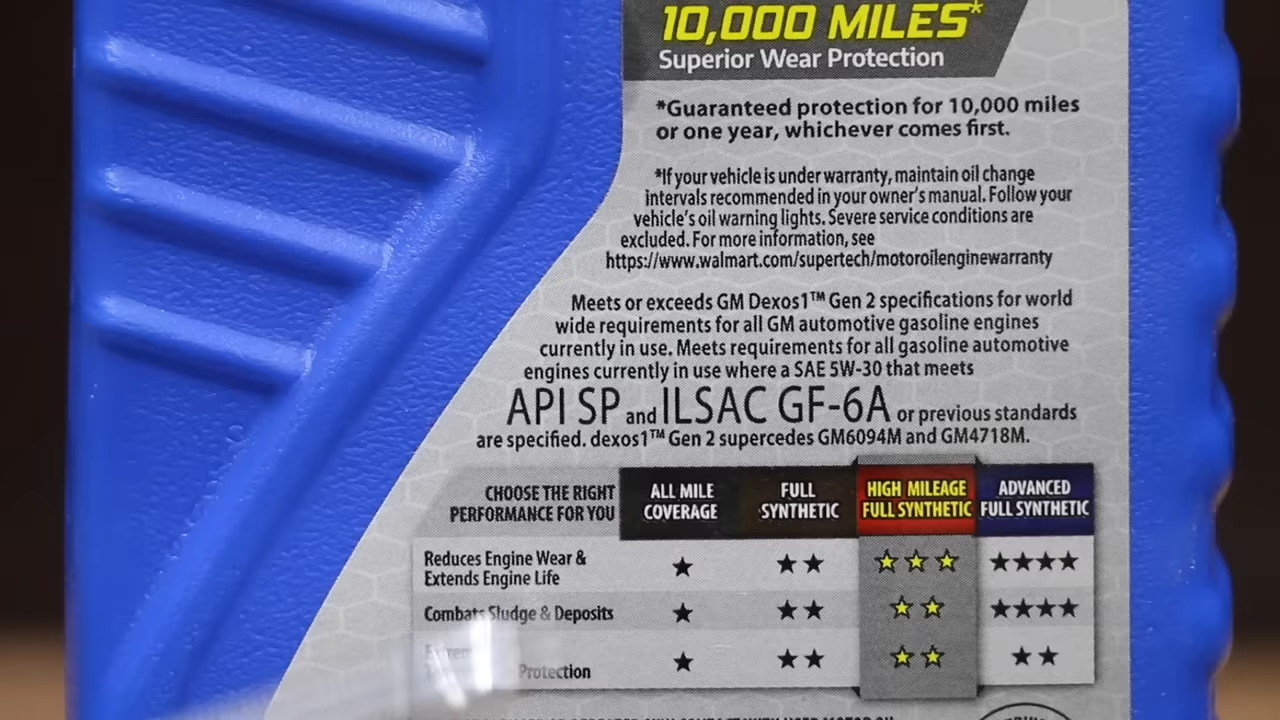 10,000 MILES*
Superior Wear Protection
*Guaranteed protection for 10,000 miles
or one year, whichever comes first.
*If your vehicle is under warranty, maintain oil change
intervals recommended in your owner's manual. Follow your
vehicle's oil warning lights. Severe service conditions are
excluded. For more information, see
https://www.walmart.com/supertech/motoroilenginewarranty
Meets or exceeds GM Dexos1™ Gen 2 specifications for world
wide requirements for all GM automotive gasoline engines
currently in use. Meets requirements for all gasoline automotive
engines currently in use where a SAE 5W-30 that meets
API SP and ILSAC GF-6A or previous standards
are specified. dexos1™ Gen 2 supercedes GM6094M and GM4718M.
CHOOSE THE RIGHT
PERFORMANCE FOR YOU
ALL MILE
COVERAGE
FULL
SYNTHETIC
HIGH MILEAGE
FULL SYNTHETIC
ADVANCED
FULL SYNTHETIC
Reduces Engine Wear &
Extends Engine Life
Combats Sludge & Deposits
Protection